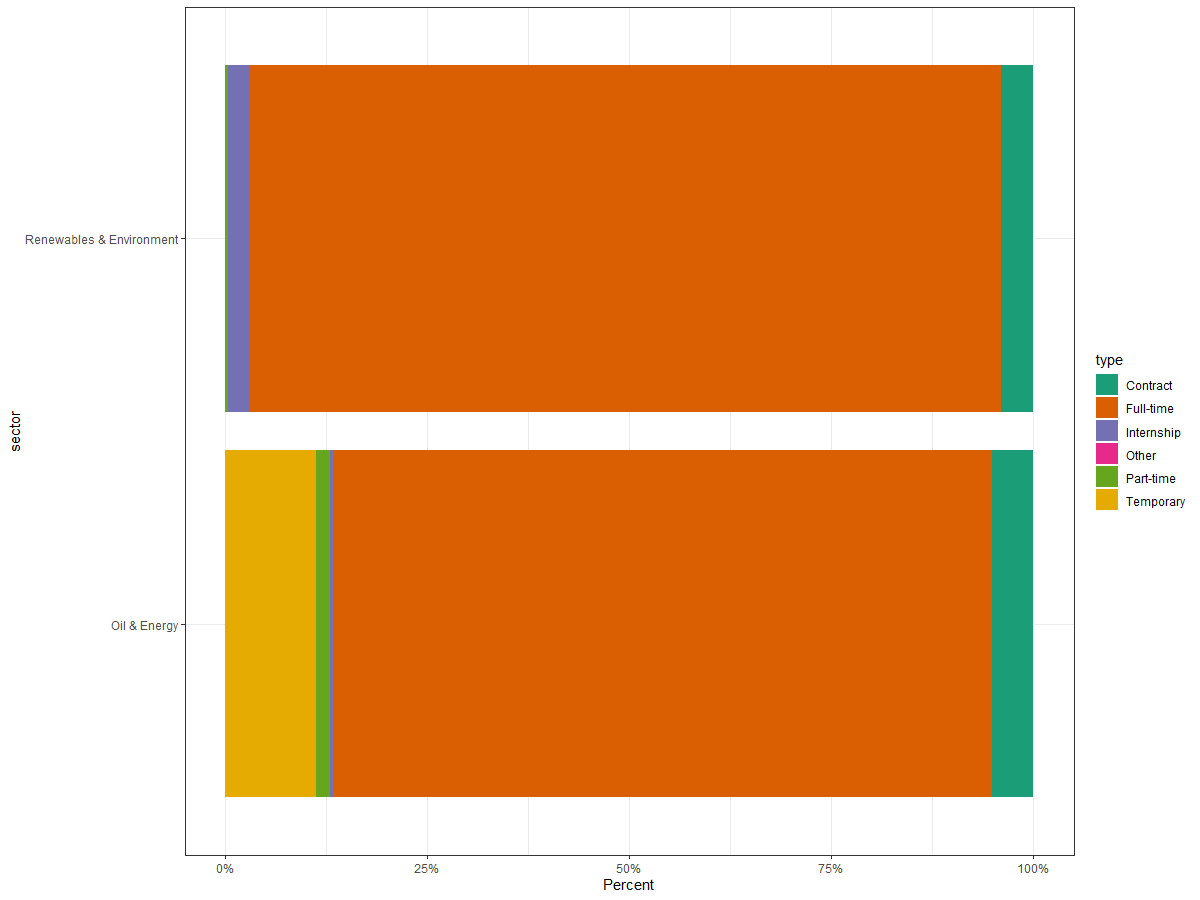 Renewables & Environment
Oil & Energy
sector
0%
25%
50%
75%
100%
Percent
type
Contract
Full-time
Internship
Other
Part-time
Temporary